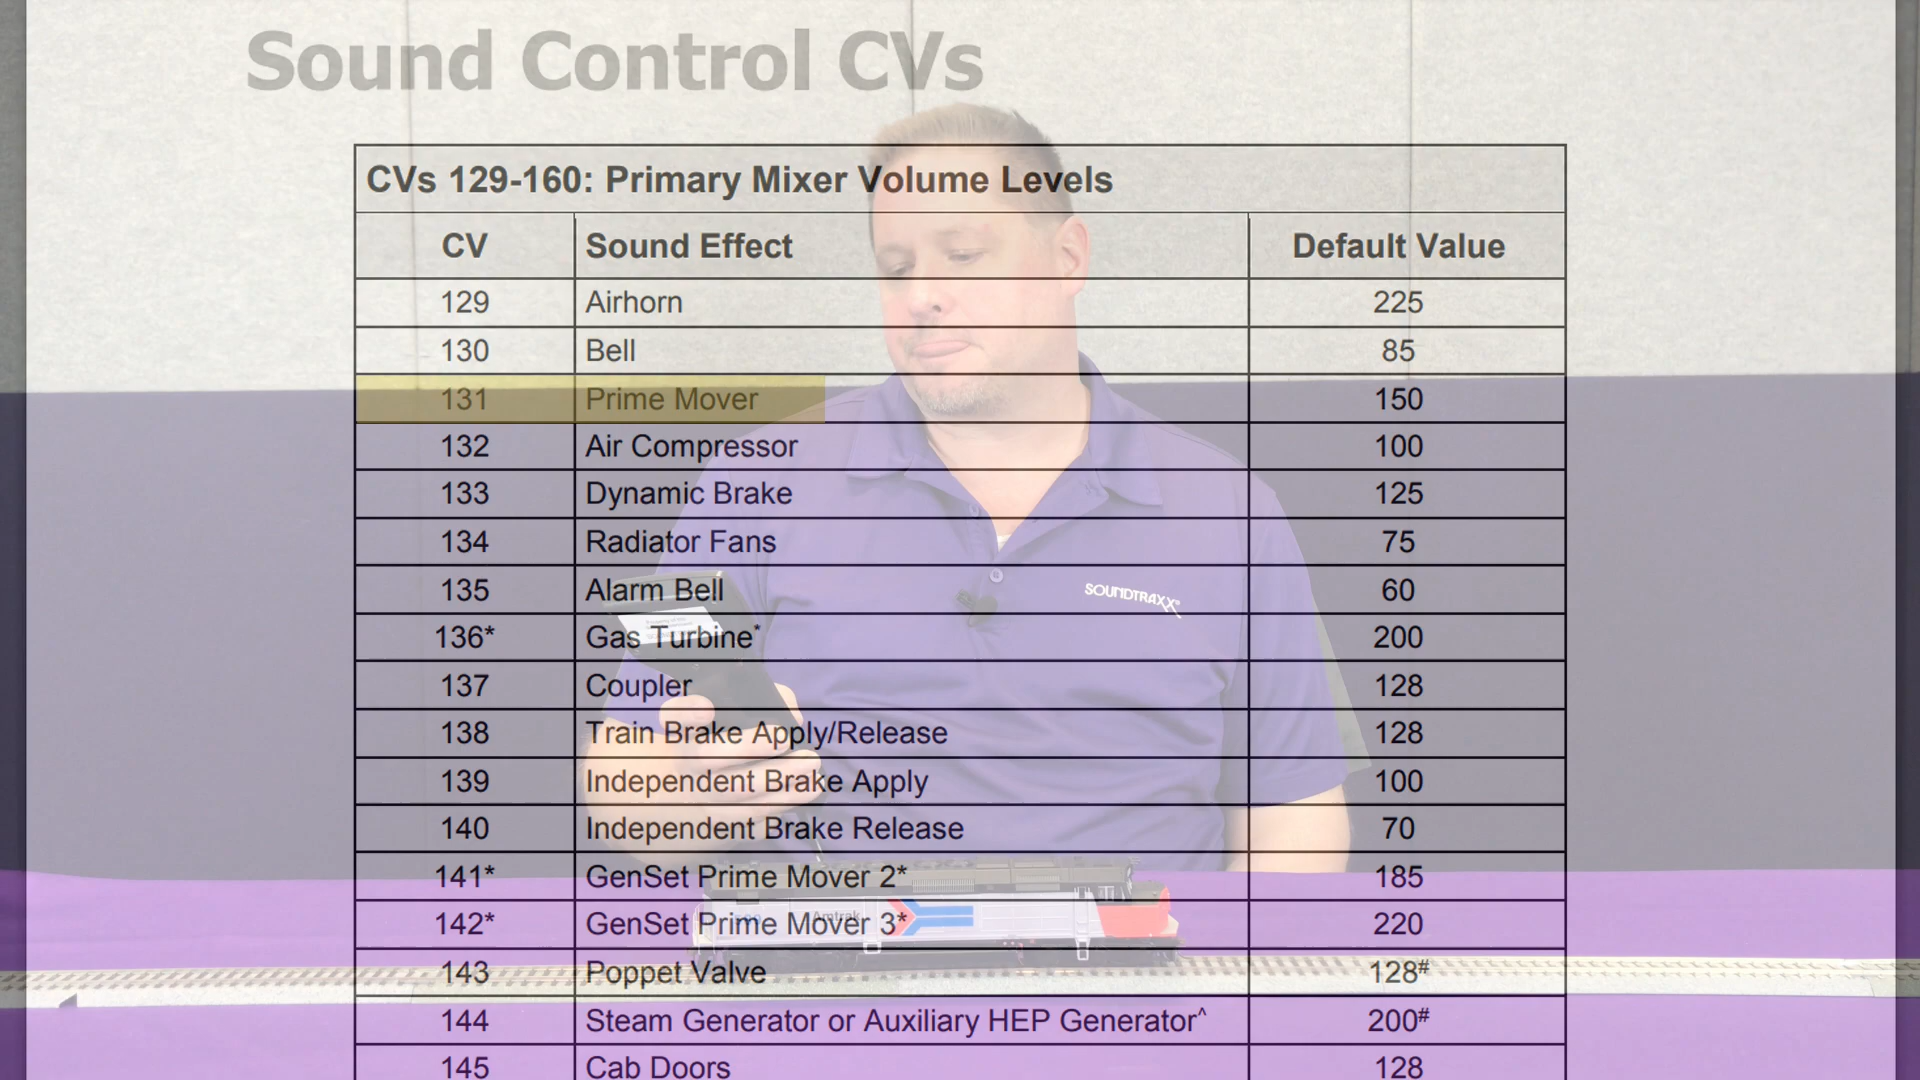 Sound Control CVs
CVs 129-160: Primary Mixer Volume Levels
CV Sound Effect Default Value
129 Airhorn 225
130 Bell 85
131 Prime Mover 150
132 Air Compressor 100
133 Dynamic Brake 125
134 Radiator Fans 75
135 Alarm Bell 60
136* Gas Turbine* 200
137 Coupler 128
138 Train Brake Apply/Release 128
139 Independent Brake Apply 100
140 Independent Brake Release 70
141* GenSet Prime Mover 2* 185
142* GenSet Prime Mover 3* 220
143 Poppet Valve 128#
144 Steam Generator or Auxiliary HEP Generator^ 200#
145 Cab Doors 128
SOUNDTRAXX
Amtrak